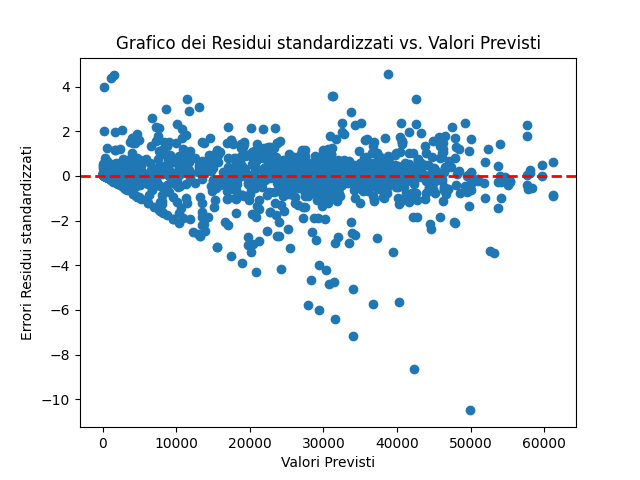 Grafico dei Residui standardizzati vs. Valori Previsti
Errori Residui standardizzati
4
2
0
−2
−4
−6
−8
−10
0 10000 20000 30000 40000 50000 60000
Valori Previsti